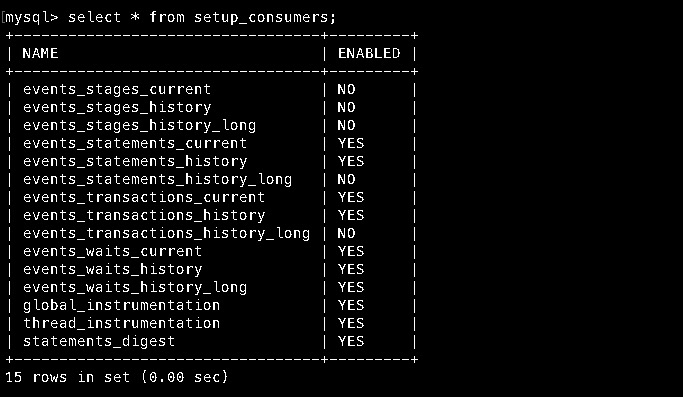 [mysql> select * from setup_consumers;
+----------------------------------+---------+
| NAME                             | ENABLED |
+----------------------------------+---------+
| events_stages_current            | NO      |
| events_stages_history            | NO      |
| events_stages_history_long       | NO      |
| events_statements_current        | YES     |
| events_statements_history        | YES     |
| events_statements_history_long   | NO      |
| events_transactions_current      | YES     |
| events_transactions_history      | YES     |
| events_transactions_history_long | NO      |
| events_waits_current             | YES     |
| events_waits_history             | YES     |
| events_waits_history_long        | YES     |
| global_instrumentation           | YES     |
| thread_instrumentation           | YES     |
| statements_digest                | YES     |
+----------------------------------+---------+
15 rows in set (0.00 sec)